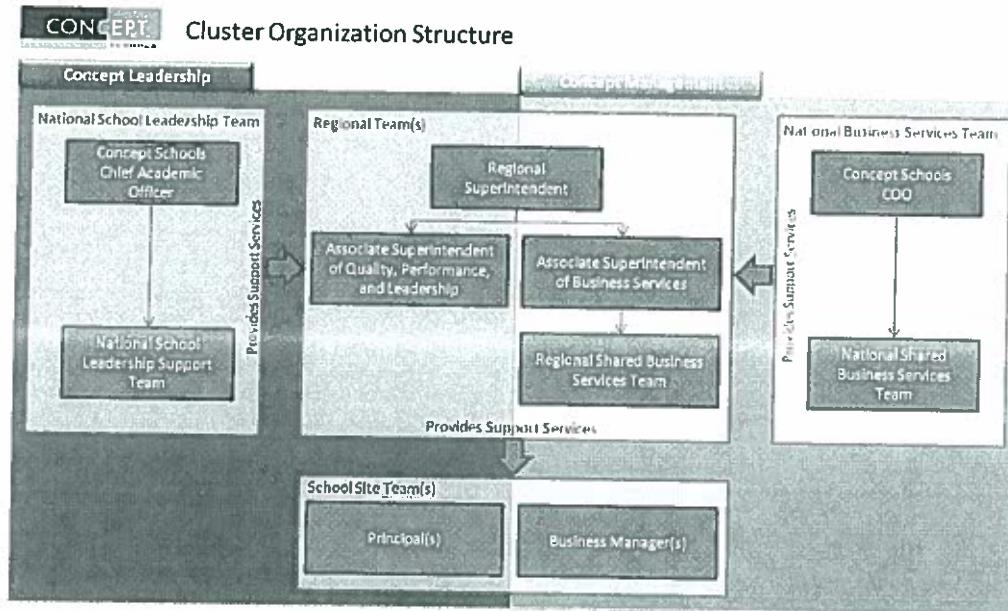 CONCEPT
Cluster Organization Structure
Concept Leadership
Concept Management
National School Leadership Team
Concept Schools
Chief Academic
Officer
Provides Support Services
National School
Leadership Support
Team
Regional Team(s)
Regional
Superintendent
Associate Superintendent
of Quality, Performance,
and Leadership
Associate Superintendent
of Business Services
Regional Shared Business
Services Team
Provides Support Services
National Business Services Team
Concept Schools
COO
Provides Support Services
National Shared
Business Services
Team
School Site Team(s)
Principal(s)
Business Manager(s)